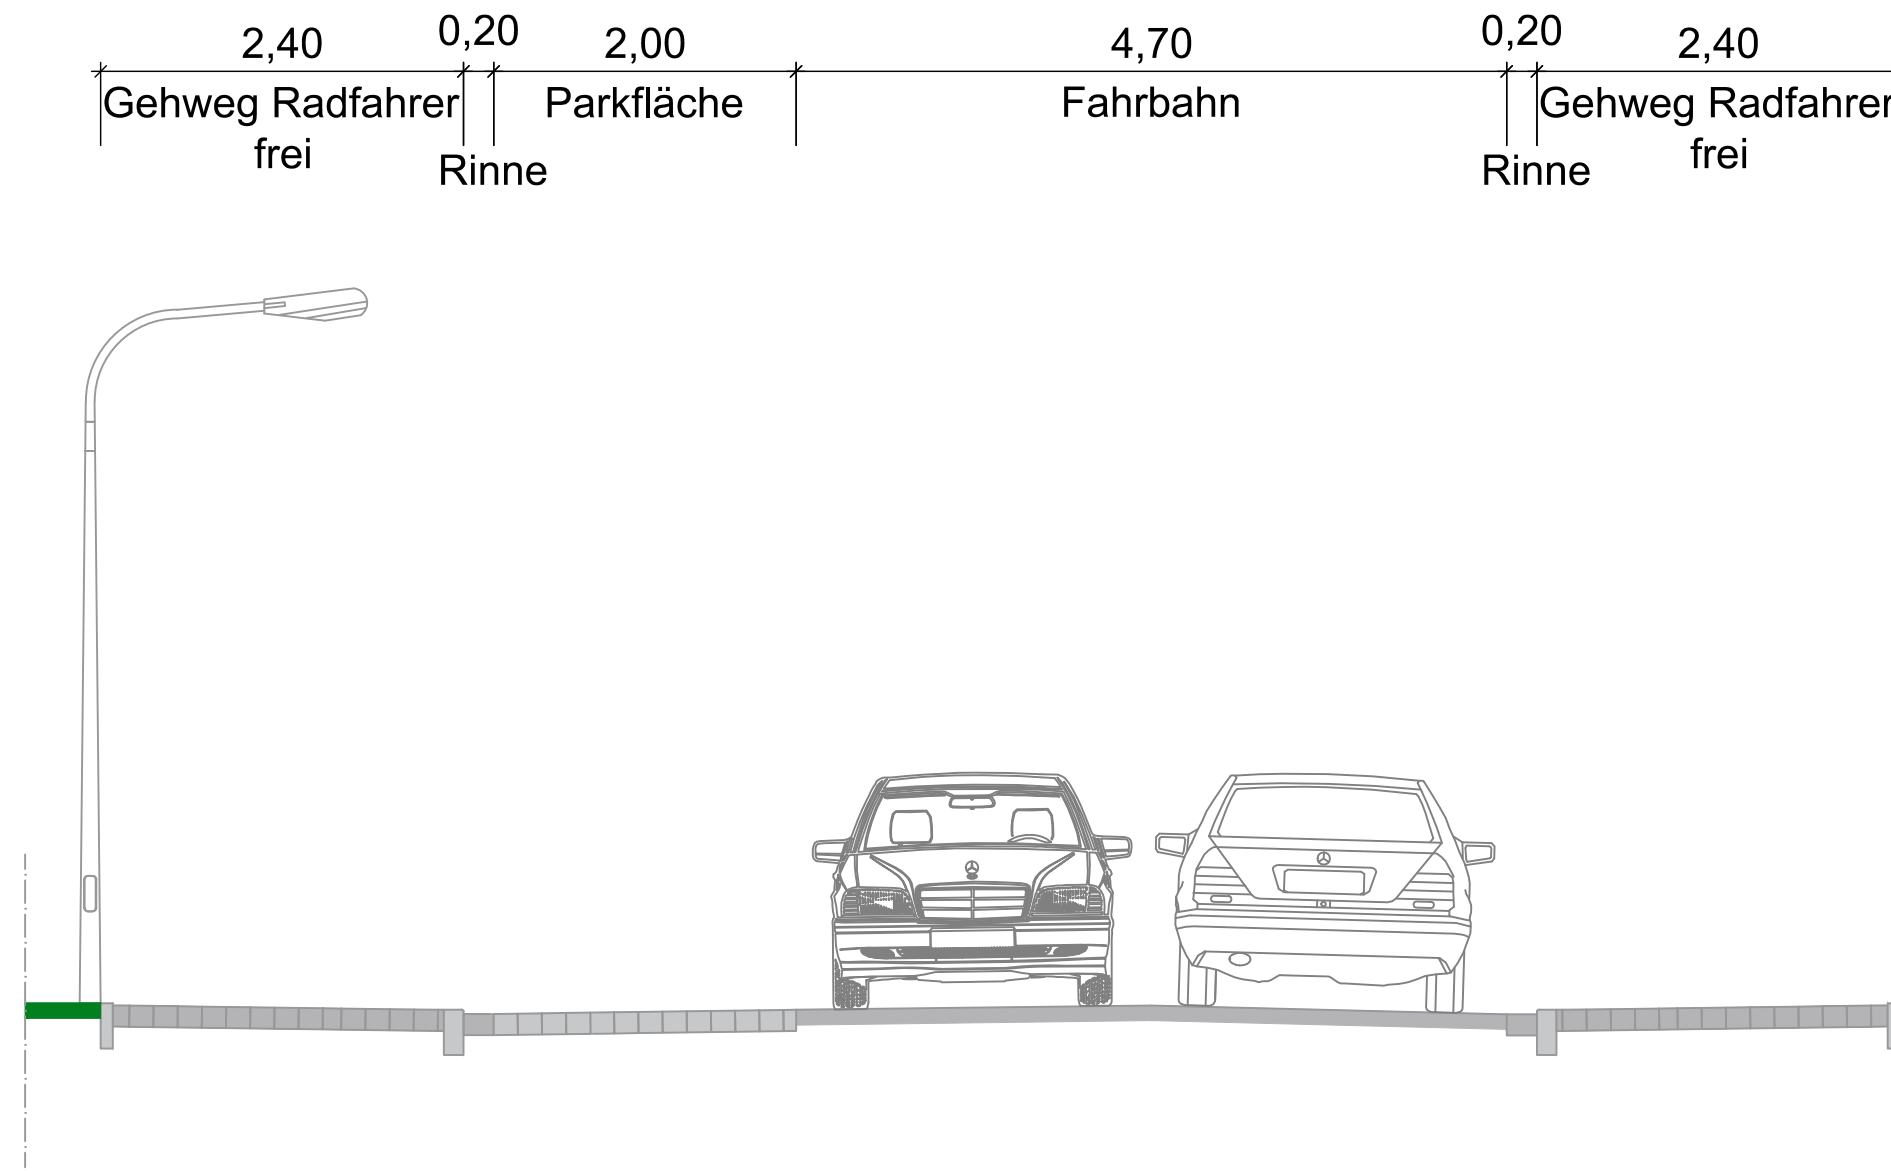 2,40 0,20 2,00 4,70 0,20 2,40
Gehweg Radfahrer Parkfläche Fahrbahn Gehweg Radfahrer
frei Rinne Rinne frei